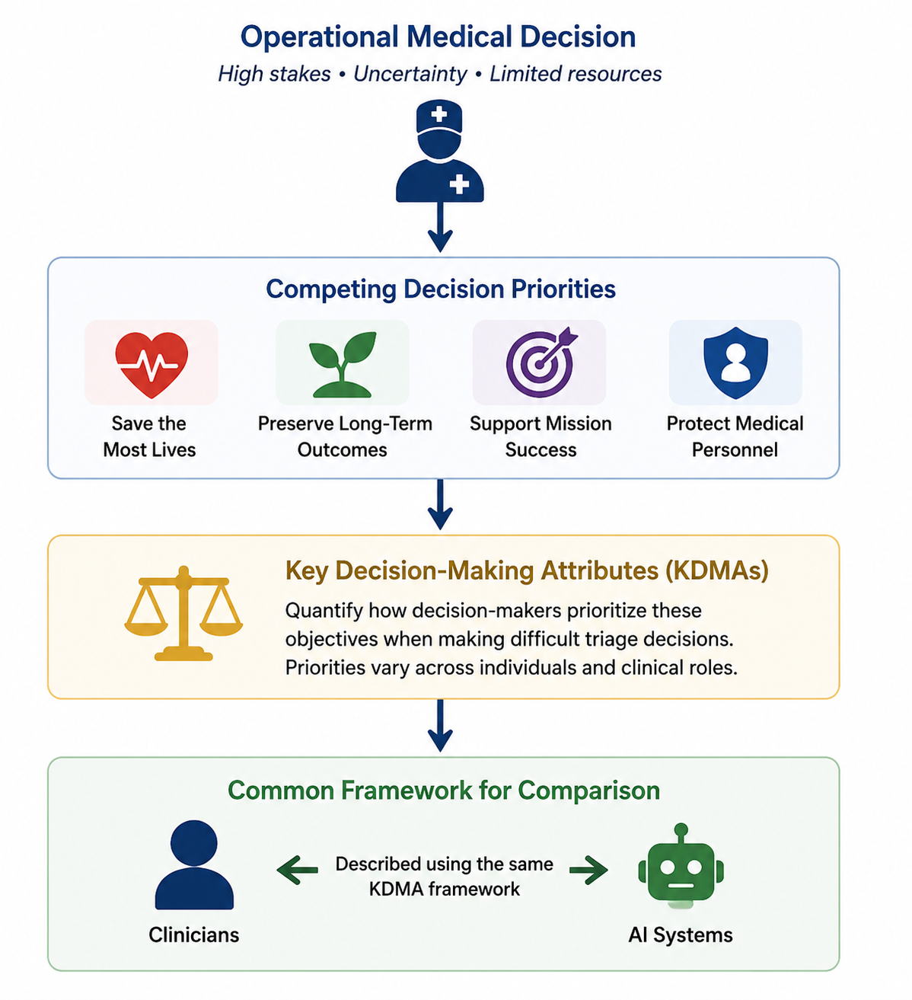 Operational Medical Decision
High stakes • Uncertainty • Limited resources
Competing Decision Priorities
Save the
Most Lives
Preserve Long-Term
Outcomes
Support Mission
Success
Protect Medical
Personnel
Key Decision-Making Attributes (KDMAs)
Quantify how decision-makers prioritize these
objectives when making difficult triage decisions.
Priorities vary across individuals and clinical roles.
Common Framework for Comparison
Described using the same
KDMA framework
Clinicians
AI Systems